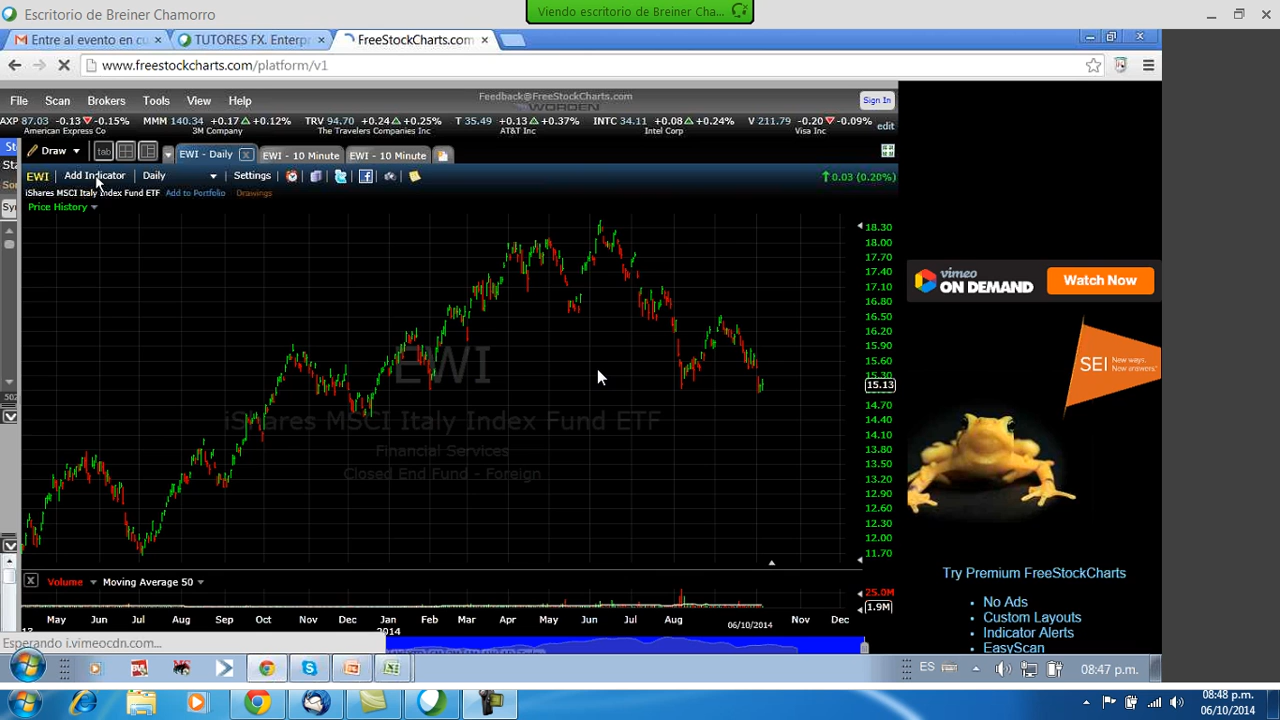 Escritorio de Breiner Chamorro
Viendo escritorio de Breiner Cha...
Entre al evento en cu
TUTORES FX. Enterpr
FreeStockCharts.com
www.freestockcharts.com/platform/v1
File Scan Brokers Tools View Help
Feedback@FreeStockCharts.com
WORDEN
Sign In
AXP 87.03 -0.13 -0.15% MMM 140.34 +0.17 +0.12% TRV 94.70 +0.24 +0.25% T 35.49 +0.13 +0.37% INTC 34.11 +0.08 +0.24% V 211.79 -0.20 -0.09%
American Express Co 3M Company The Travelers Companies Inc AT&T Inc Intel Corp Visa Inc edit
Draw tab EWI - Daily EWI - 10 Minute EWI - 10 Minute
EWI Add Indicator Daily Settings 0.03 (0.20%)
iShares MSCI Italy Index Fund ETF Add to Portfolio Drawings
Price History
18.30
18.00
17.70
17.40
17.10
16.80
16.50
16.20
15.90
15.60
15.30
15.13
14.70
14.40
14.10
13.80
13.50
13.20
12.90
12.60
12.30
12.00
11.70
EWI
iShares MSCI Italy Index Fund ETF
Financial Services
Closed End Fund - Foreign
Volume Moving Average 50
25.0M
1.9M
May Jun Jul Aug Sep Oct Nov Dec 2014 Feb Mar Apr May Jun Jul Aug 06/10/2014 Nov Dec
vimeo
ON DEMAND
Watch Now
SEI New ways.
New answers.
Try Premium FreeStockCharts
No Ads
Custom Layouts
Indicator Alerts
EasyScan
Esperando i.vimeocdn.com...
ES 08:47 p.m.
08:48 p.m.
06/10/2014